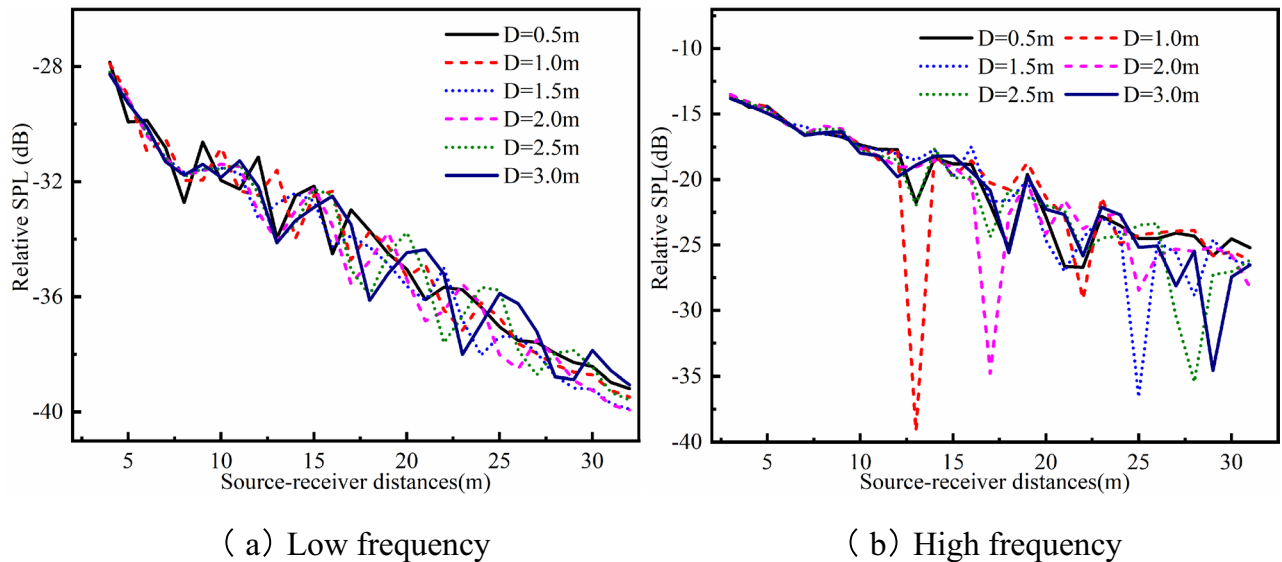 D=0.5m
D=1.0m
D=1.5m
D=2.0m
D=2.5m
D=3.0m
Relative SPL (dB)
-28
-32
-36
-40
5 10 15 20 25 30
Source-receiver distances(m)
(a) Low frequency
D=0.5m D=1.0m
D=1.5m D=2.0m
D=2.5m D=3.0m
Relative SPL(dB)
-10
-15
-20
-25
-30
-35
-40
5 10 15 20 25 30
Source-receiver distances(m)
(b) High frequency